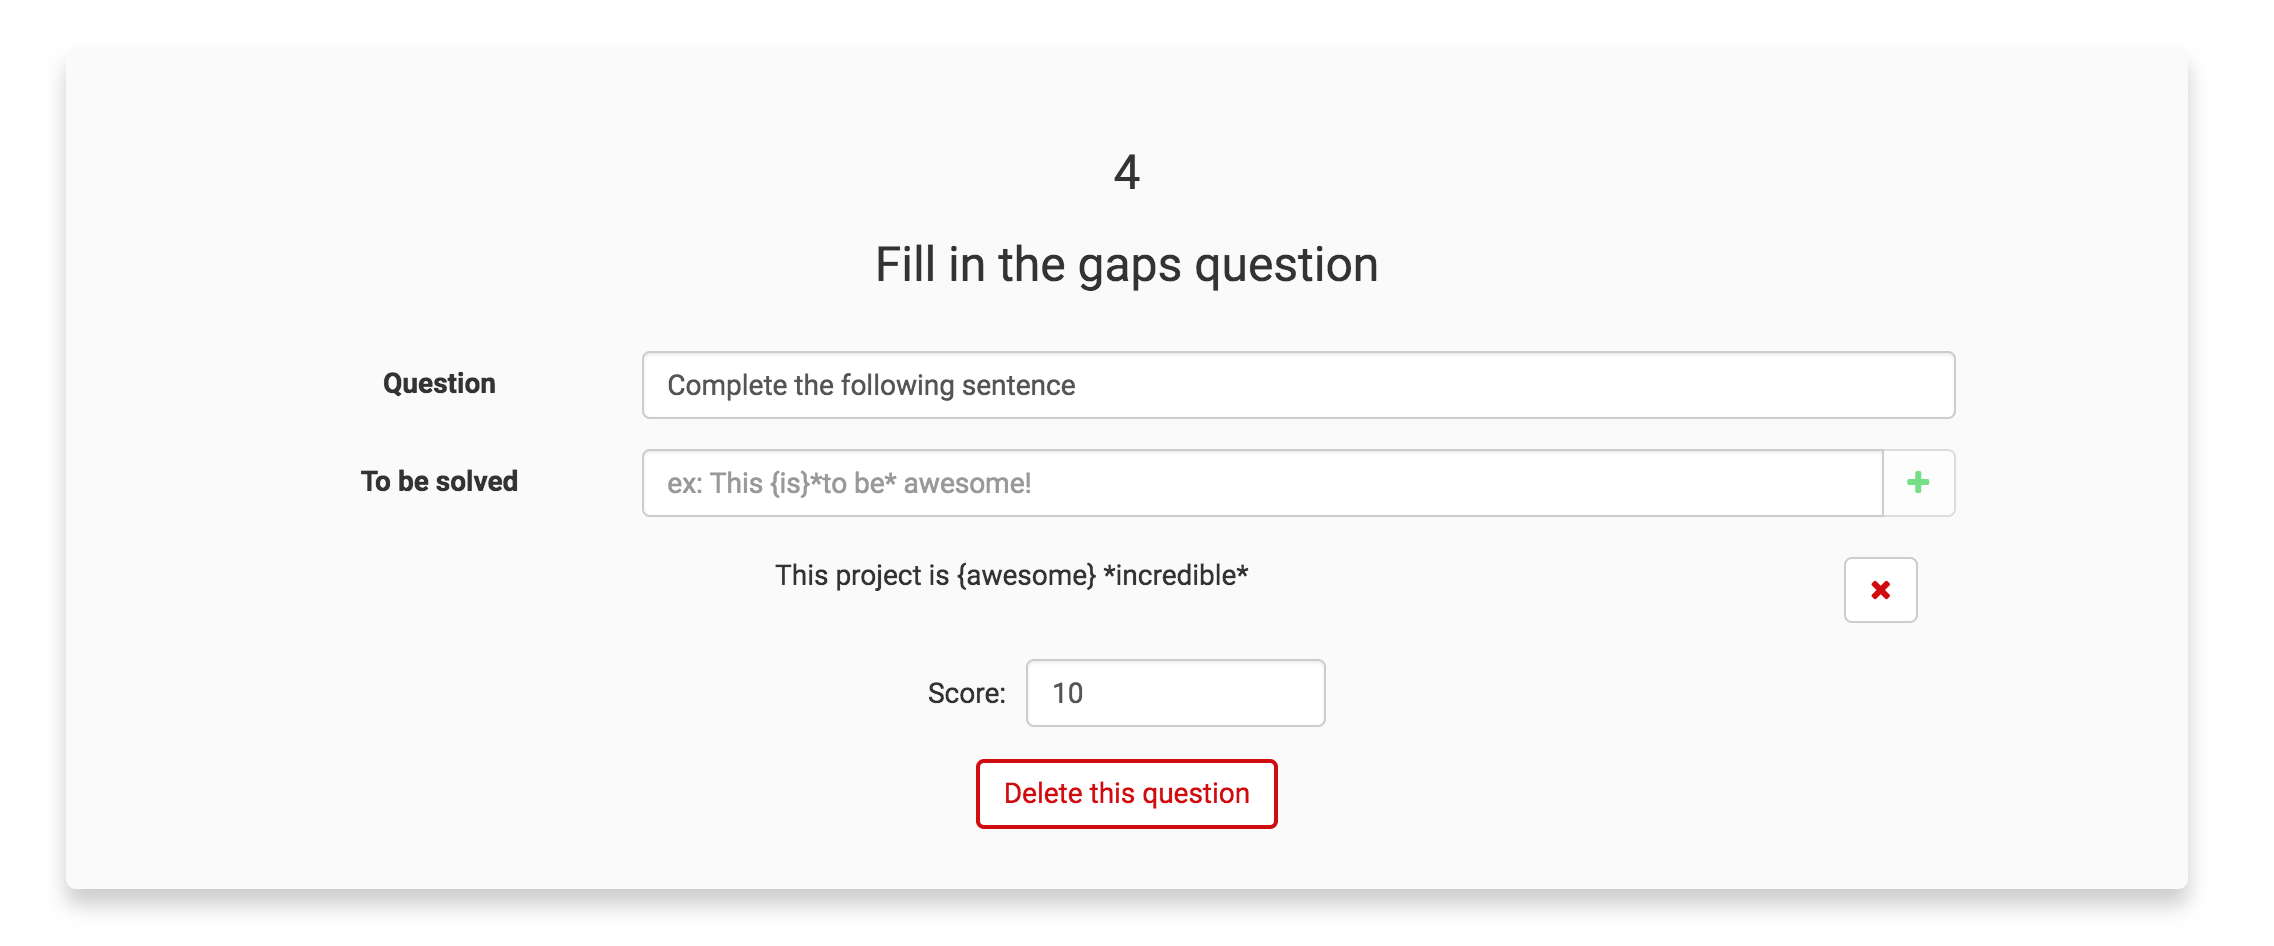 4
Fill in the gaps question
Question
Complete the following sentence
To be solved
ex: This {is}*to be* awesome!
This project is {awesome} *incredible*
Score:
10
Delete this question